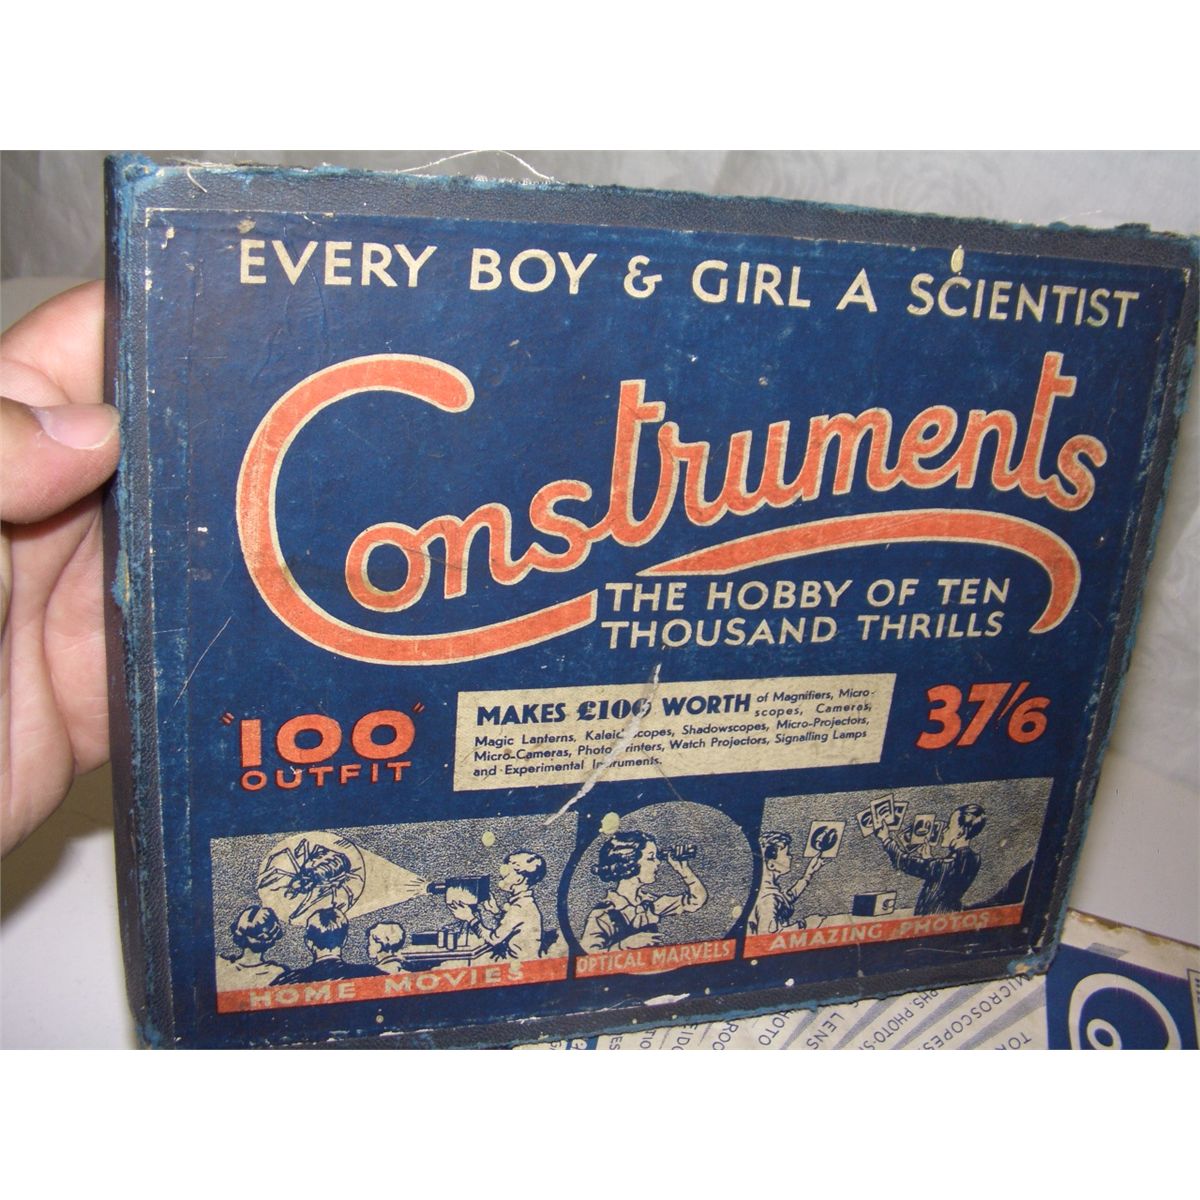 EVERY BOY & GIRL A SCIENTIST
Construments
THE HOBBY OF TEN
THOUSAND THRILLS
"100"
OUTFIT
MAKES £100 WORTH of Magnifiers, Micro-
scopes, Cameras,
Magic Lanterns, Kaleidoscopes, Shadowscopes, Micro-Projectors,
Micro-Cameras, Photo Printers, Watch Projectors, Signalling Lamps
and Experimental Instruments.
37/6
HOME MOVIES
OPTICAL MARVELS
AMAZING PHOTOS
MICROSCOPES
LENS